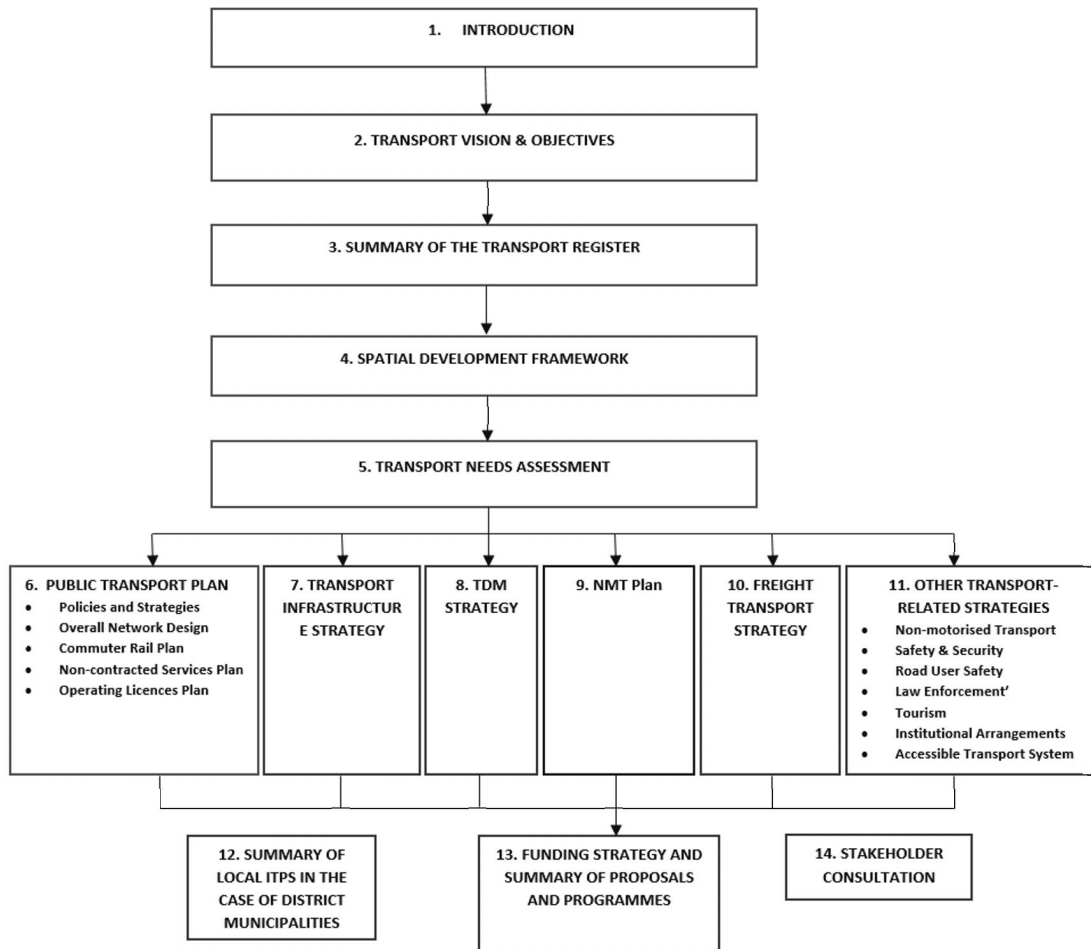 1. INTRODUCTION
2. TRANSPORT VISION & OBJECTIVES
3. SUMMARY OF THE TRANSPORT REGISTER
4. SPATIAL DEVELOPMENT FRAMEWORK
5. TRANSPORT NEEDS ASSESSMENT
6. PUBLIC TRANSPORT PLAN
• Policies and Strategies
• Overall Network Design
• Commuter Rail Plan
• Non-contracted Services Plan
• Operating Licences Plan
7. TRANSPORT
INFRASTRUCTUR
E STRATEGY
8. TDM
STRATEGY
9. NMT Plan
10. FREIGHT
TRANSPORT
STRATEGY
11. OTHER TRANSPORT-
RELATED STRATEGIES
• Non-motorised Transport
• Safety & Security
• Road User Safety
• Law Enforcement’
• Tourism
• Institutional Arrangements
• Accessible Transport System
12. SUMMARY OF
LOCAL ITPS IN THE
CASE OF DISTRICT
MUNICIPALITIES
13. FUNDING STRATEGY AND
SUMMARY OF PROPOSALS
AND PROGRAMMES
14. STAKEHOLDER
CONSULTATION